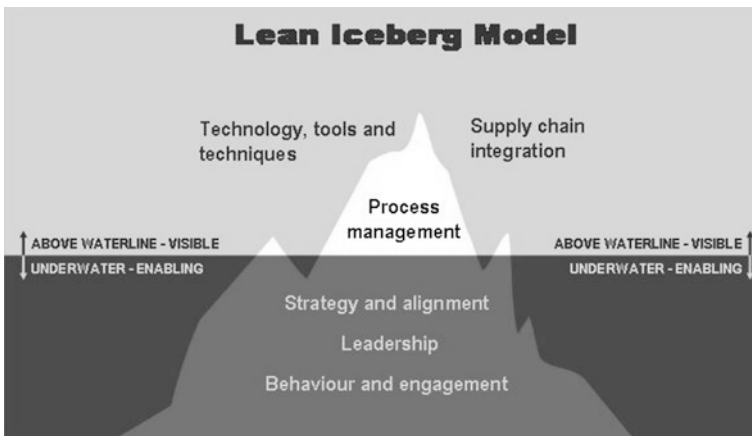 Lean Iceberg Model
Technology, tools and
techniques
Supply chain
integration
Process
management
ABOVE WATERLINE - VISIBLE
UNDERWATER - ENABLING
ABOVE WATERLINE - VISIBLE
UNDERWATER - ENABLING
Strategy and alignment
Leadership
Behaviour and engagement